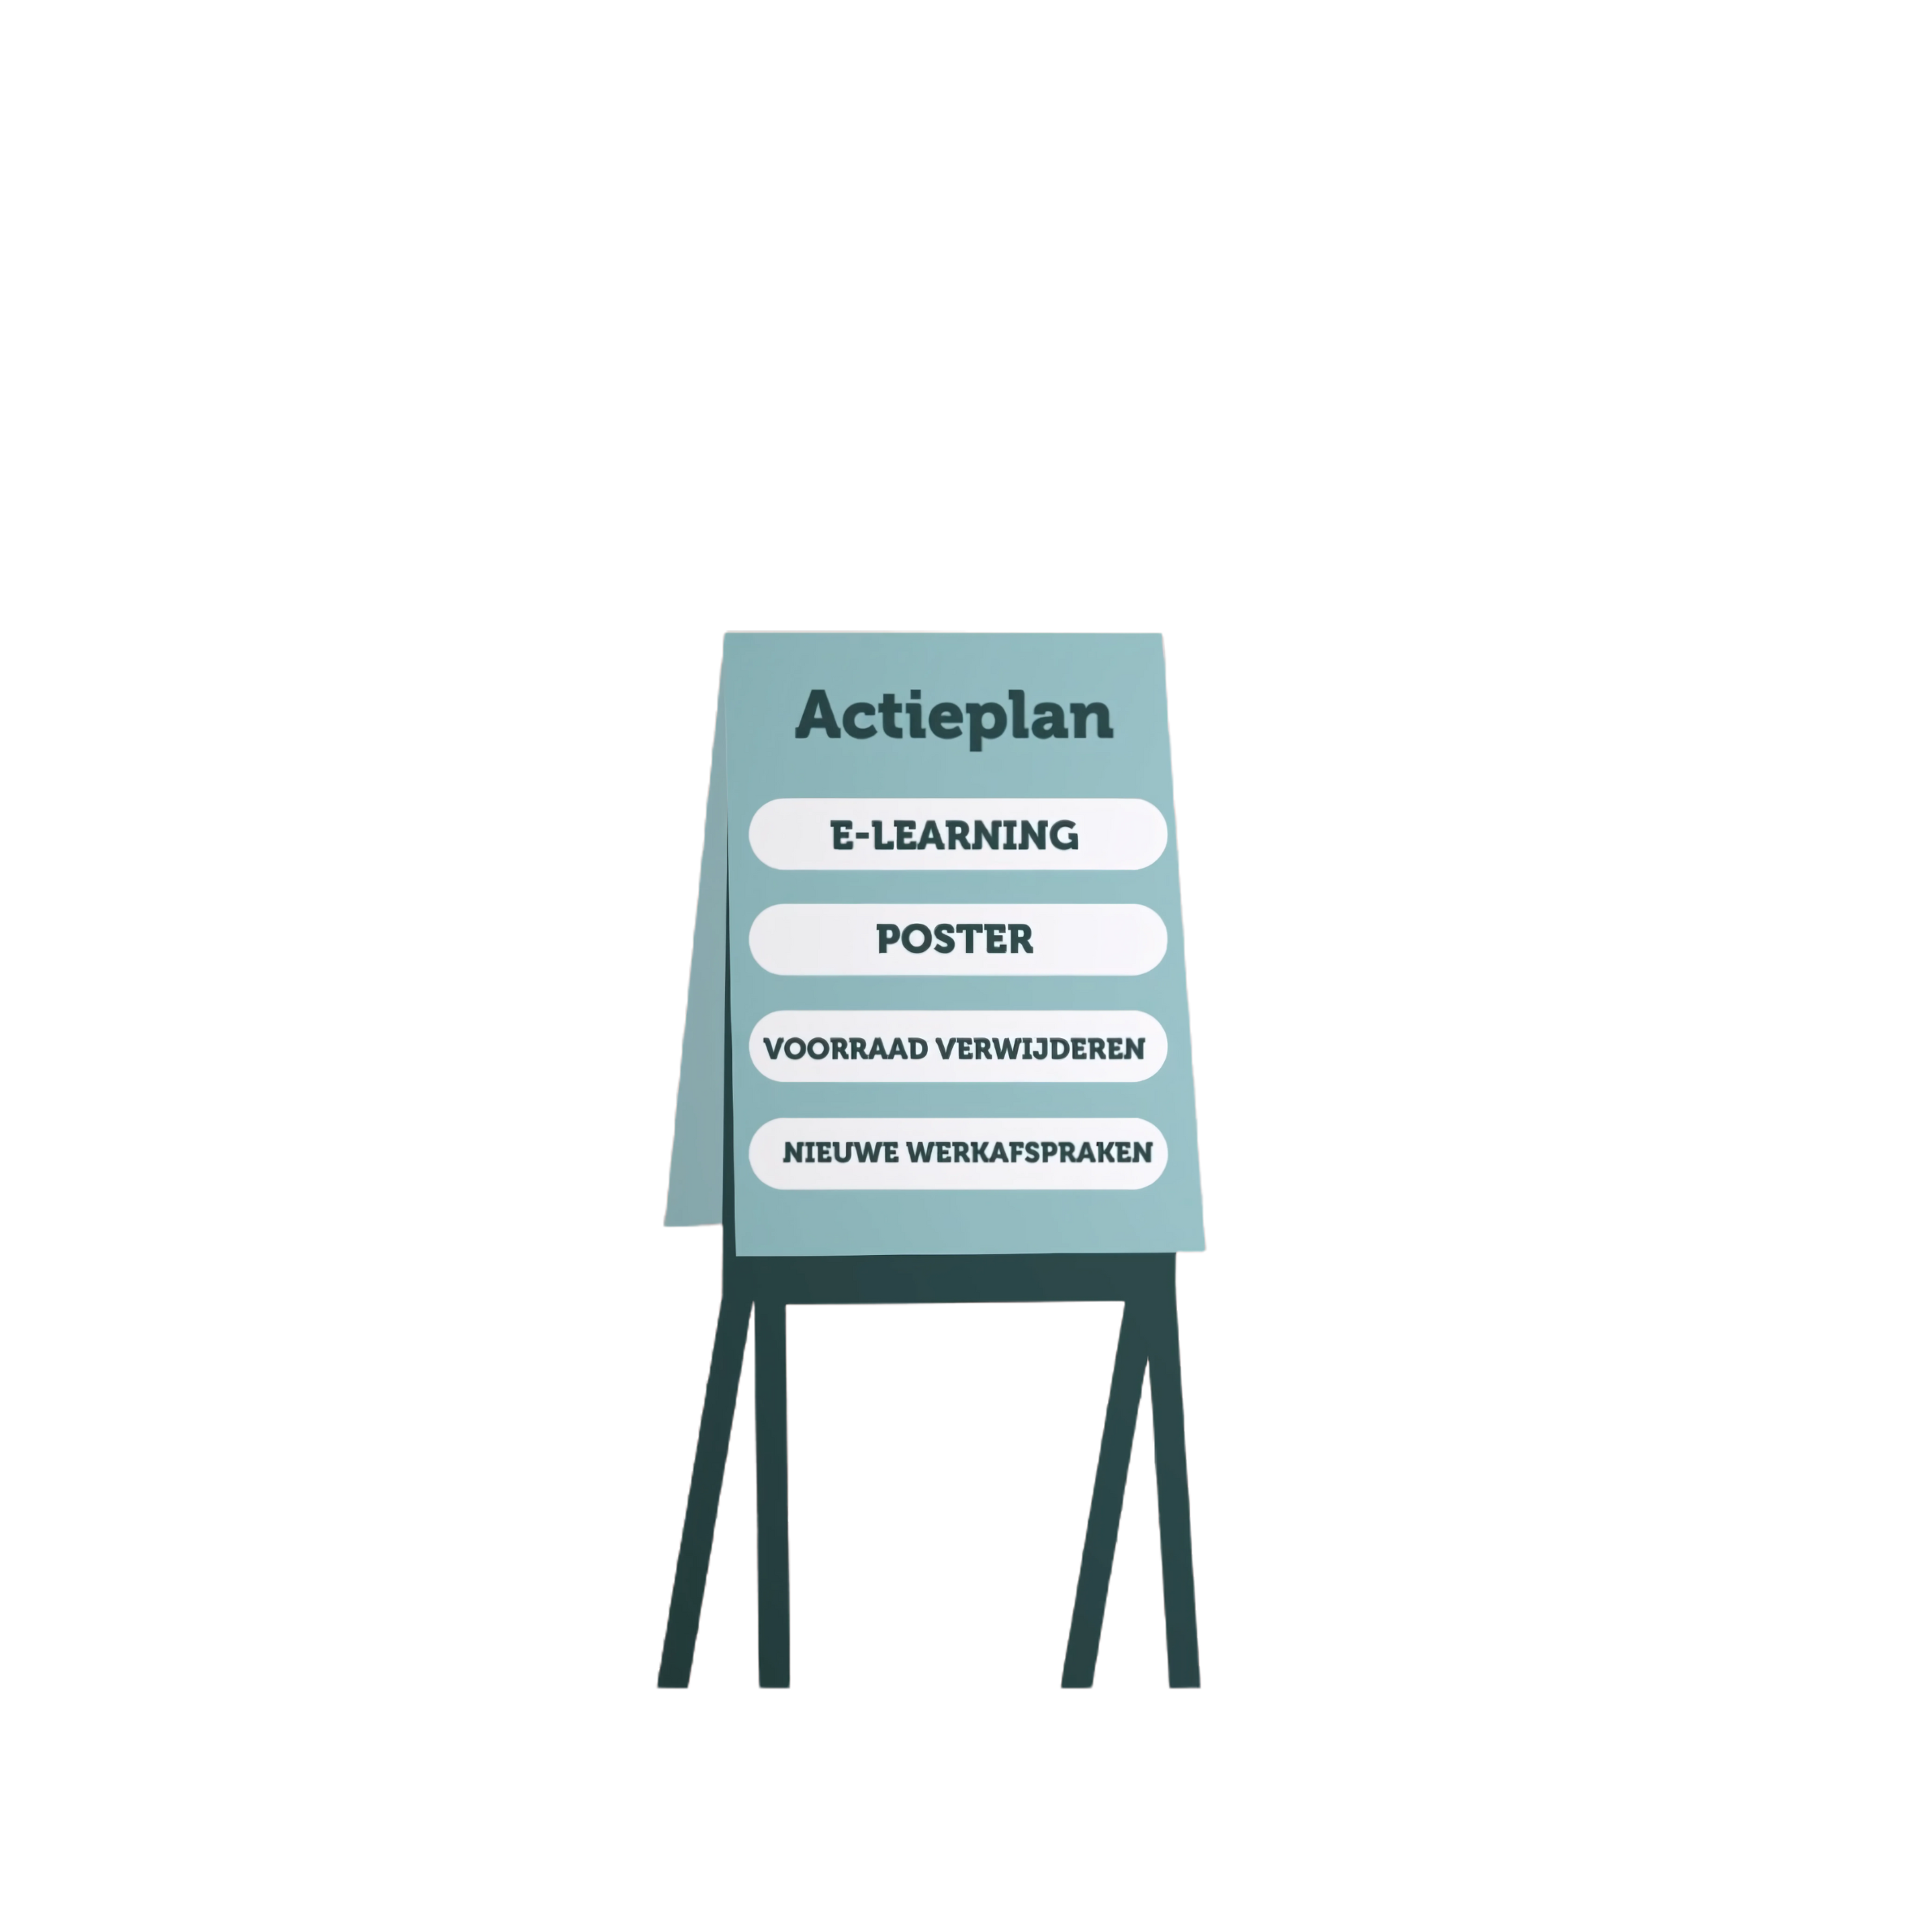 Actieplan
E-LEARNING
POSTER
VOORRAAD VERWIJDEREN
NIEUWE WERKAFSPRAKEN